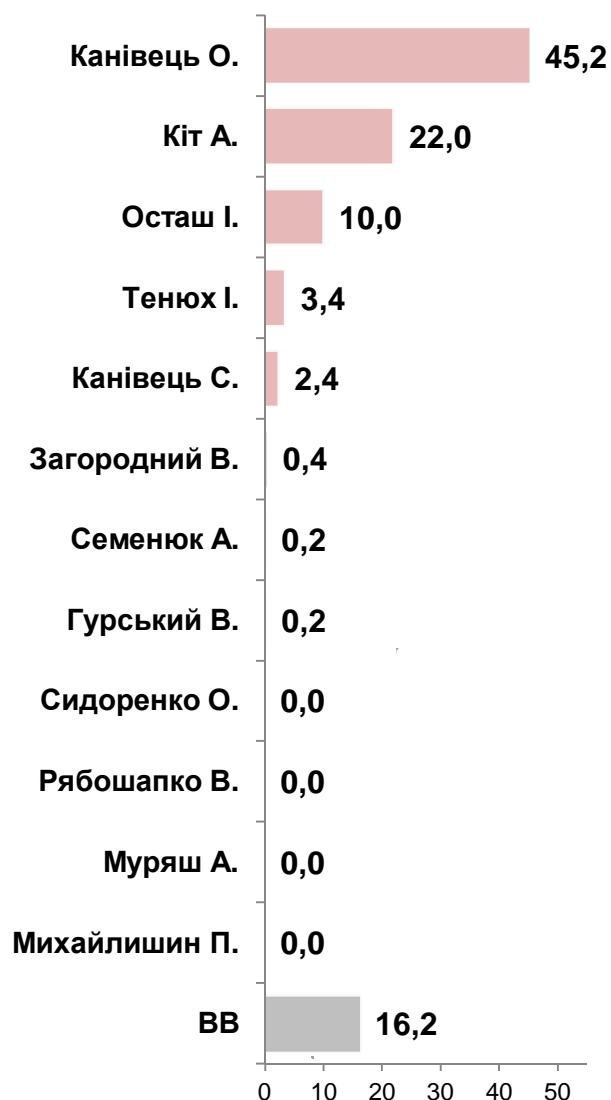 Канівець О. 45,2
Кіт А. 22,0
Осташ І. 10,0
Тенюх І. 3,4
Канівець С. 2,4
Загородний В. 0,4
Семенюк А. 0,2
Гурський В. 0,2
Сидоренко О. 0,0
Рябошапко В. 0,0
Муряш А. 0,0
Михайлишин П. 0,0
ВВ 16,2
0 10 20 30 40 50